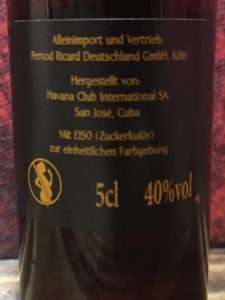 Alleinimport und Vertrieb:
Pernod Ricard Deutschland GmbH, Köln
Hergestellt von:
Havana Club International SA.
San José, Cuba
Mit E150 (Zuckerkulör)
zur einheitlichen Farbgebung
5cl 40%vol